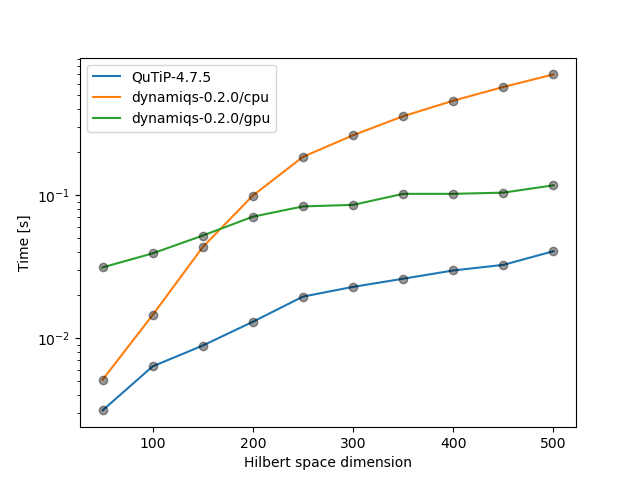 QuTiP-4.7.5
dynamiqs-0.2.0/cpu
dynamiqs-0.2.0/gpu
10⁻¹
10⁻²
Time [s]
100 200 300 400 500
Hilbert space dimension